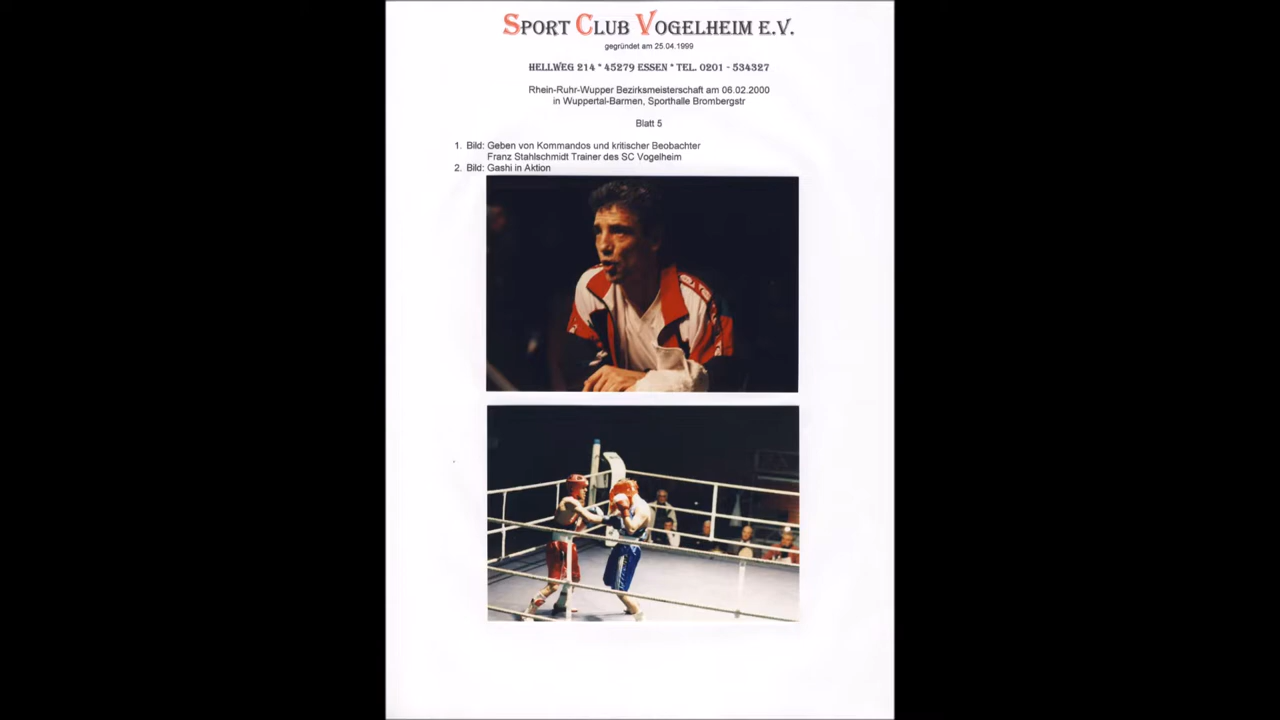 SPORT CLUB VOGELHEIM E.V.
gegründet am 25.04.1999
HELLWEG 214 * 45279 ESSEN * TEL. 0201 - 534327
Rhein-Ruhr-Wupper Bezirksmeisterschaft am 06.02.2000
in Wuppertal-Barmen, Sporthalle Brombergstr
Blatt 5
1. Bild: Geben von Kommandos und kritischer Beobachter
Franz Stahlschmidt Trainer des SC Vogelheim
2. Bild: Gashi in Aktion